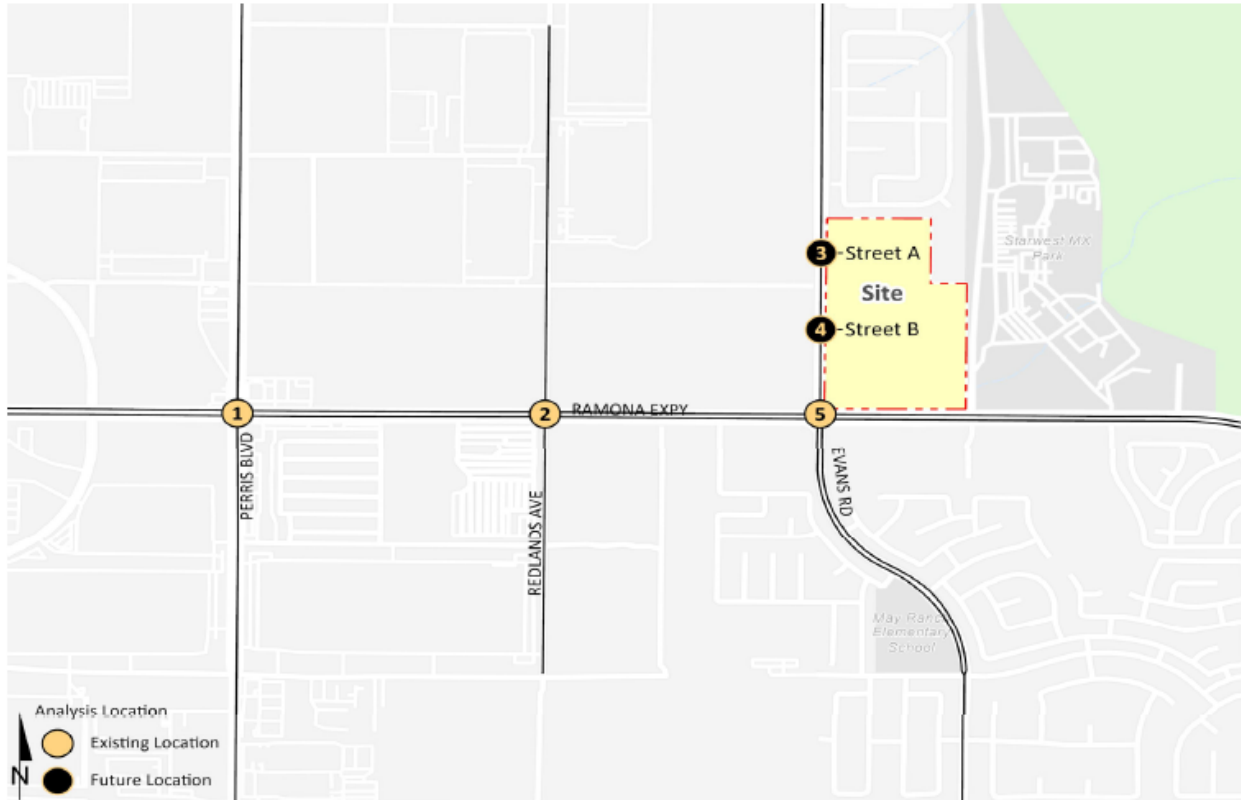 Starwest MX
Park
3
Street A
Site
4
Street B
1
2
RAMONA EXPY
5
PERRIS BLVD
REDLANDS AVE
EVANS RD
May Ranch
Elementary
School
Analysis Location
Existing Location
Future Location
N